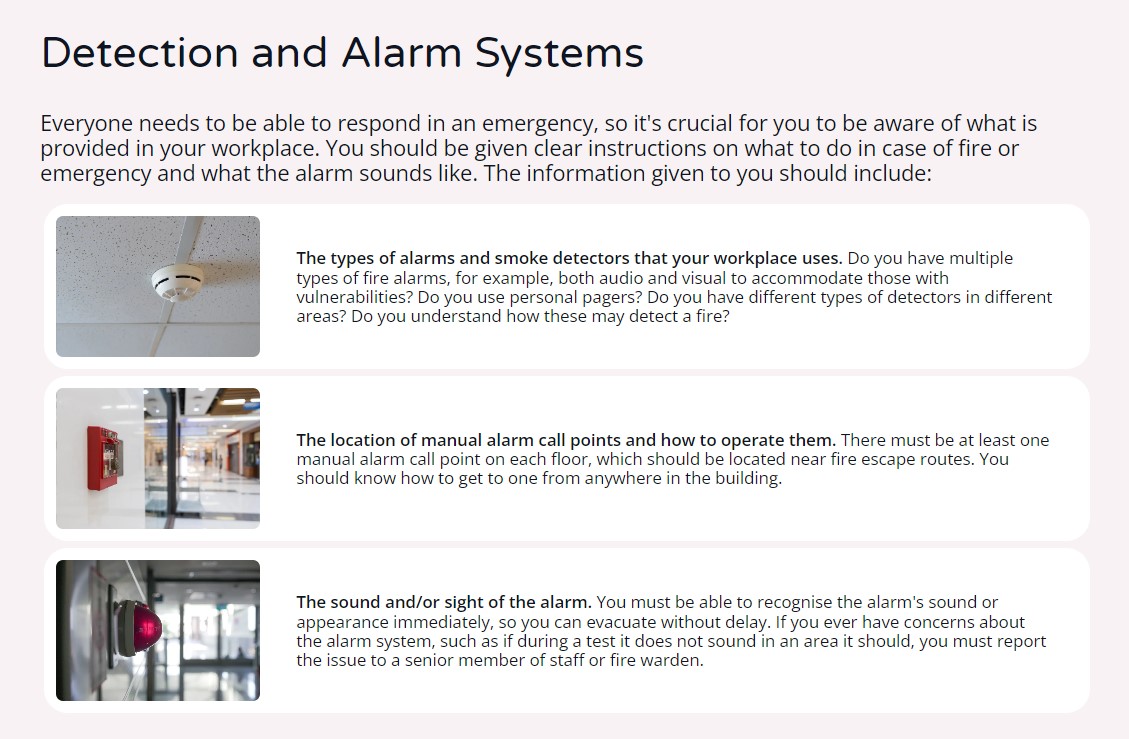 Detection and Alarm Systems
Everyone needs to be able to respond in an emergency, so it's crucial for you to be aware of what is
provided in your workplace. You should be given clear instructions on what to do in case of fire or
emergency and what the alarm sounds like. The information given to you should include:
The types of alarms and smoke detectors that your workplace uses. Do you have multiple
types of fire alarms, for example, both audio and visual to accommodate those with
vulnerabilities? Do you use personal pagers? Do you have different types of detectors in different
areas? Do you understand how these may detect a fire?
The location of manual alarm call points and how to operate them. There must be at least one
manual alarm call point on each floor, which should be located near fire escape routes. You
should know how to get to one from anywhere in the building.
The sound and/or sight of the alarm. You must be able to recognise the alarm's sound or
appearance immediately, so you can evacuate without delay. If you ever have concerns about
the alarm system, such as if during a test it does not sound in an area it should, you must report
the issue to a senior member of staff or fire warden.